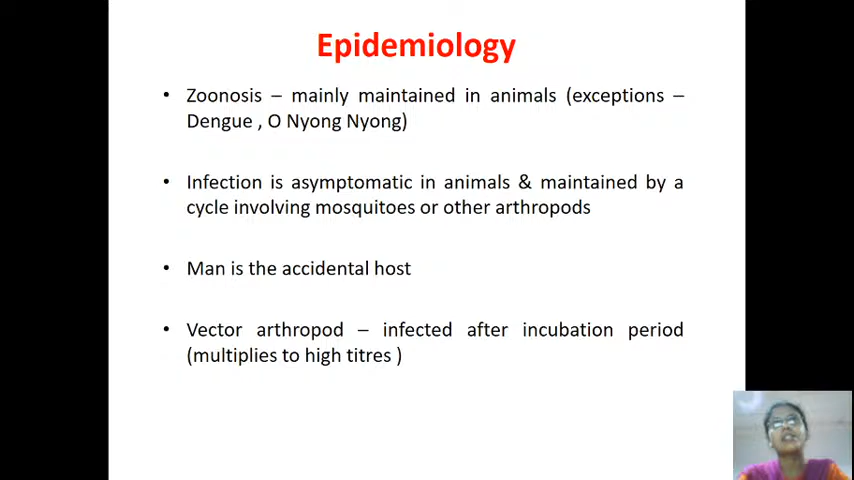 Epidemiology
• Zoonosis – mainly maintained in animals (exceptions –
Dengue , O Nyong Nyong)
• Infection is asymptomatic in animals & maintained by a
cycle involving mosquitoes or other arthropods
• Man is the accidental host
• Vector arthropod – infected after incubation period
(multiplies to high titres )